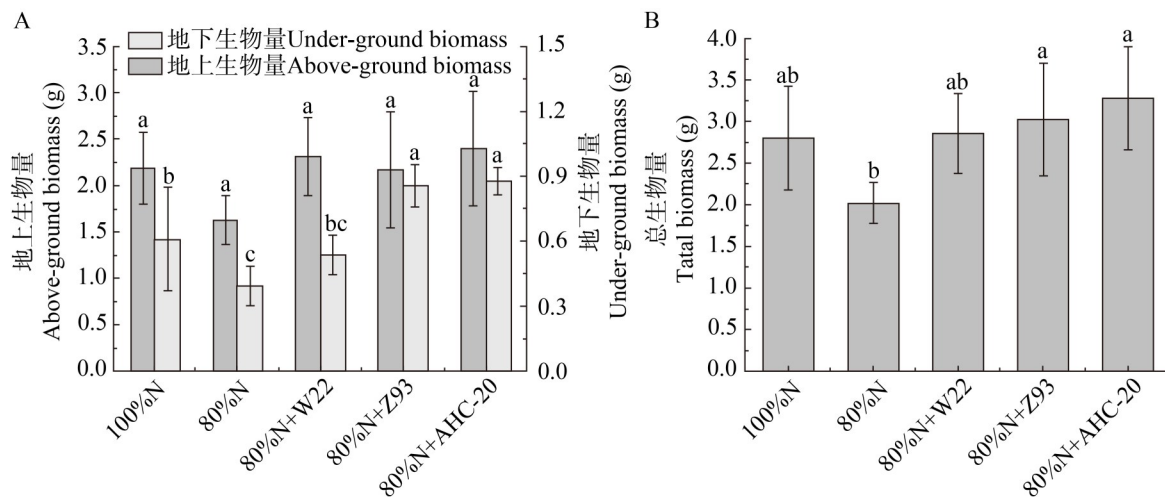 A
地下生物量Under-ground biomass
地上生物量Above-ground biomass
地上生物量
Above-ground biomass (g)
3.5
3.0
2.5
2.0
1.5
1.0
0.5
0.0
a
b
a
c
a
bc
a
a
a
a
1.5
1.2
0.9
0.6
0.3
0.0
地下生物量
Under-ground biomass (g)
100%N
80%N
80%N+W22
80%N+Z93
80%N+AHC-20
B
总生物量
Tatal biomass (g)
4.0
3.5
3.0
2.5
2.0
1.5
1.0
0.5
0.0
ab
b
ab
a
a
100%N
80%N
80%N+W22
80%N+Z93
80%N+AHC-20